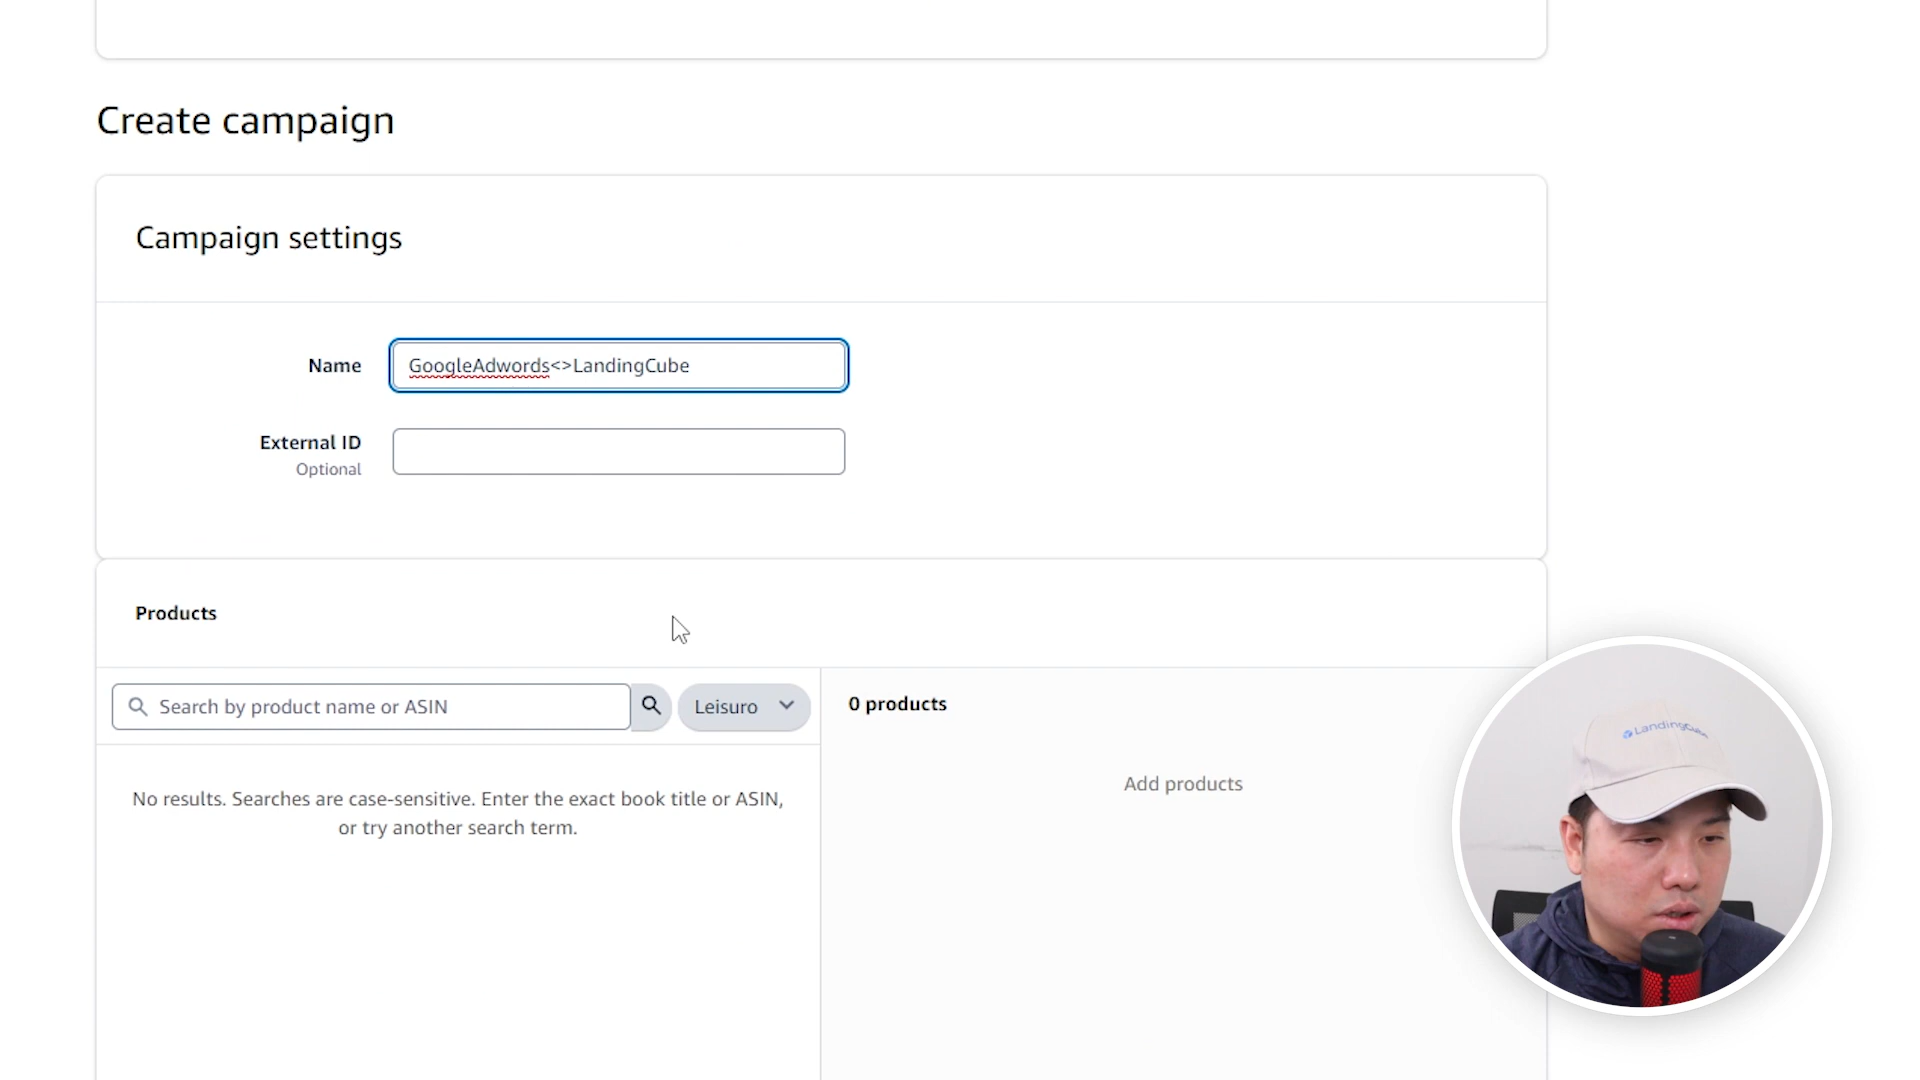 Create campaign
Campaign settings
Name
GoogleAdwords<>LandingCube
External ID
Optional
Products
Search by product name or ASIN
Leisuro
0 products
No results. Searches are case-sensitive. Enter the exact book title or ASIN,
or try another search term.
Add products
LandingCube